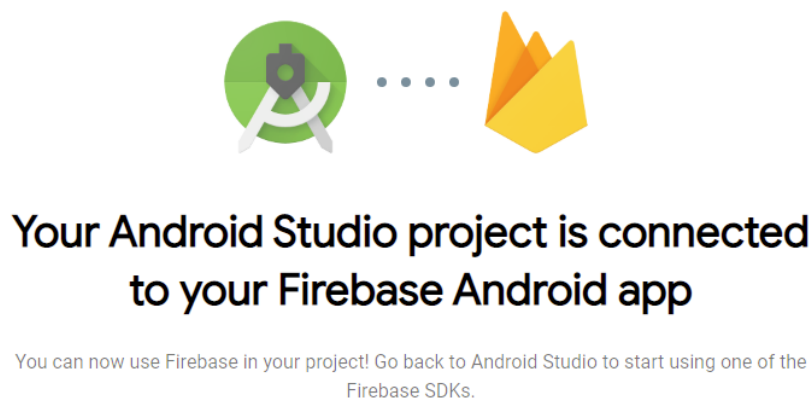 Your Android Studio project is connected
to your Firebase Android app
You can now use Firebase in your project! Go back to Android Studio to start using one of the
Firebase SDKs.